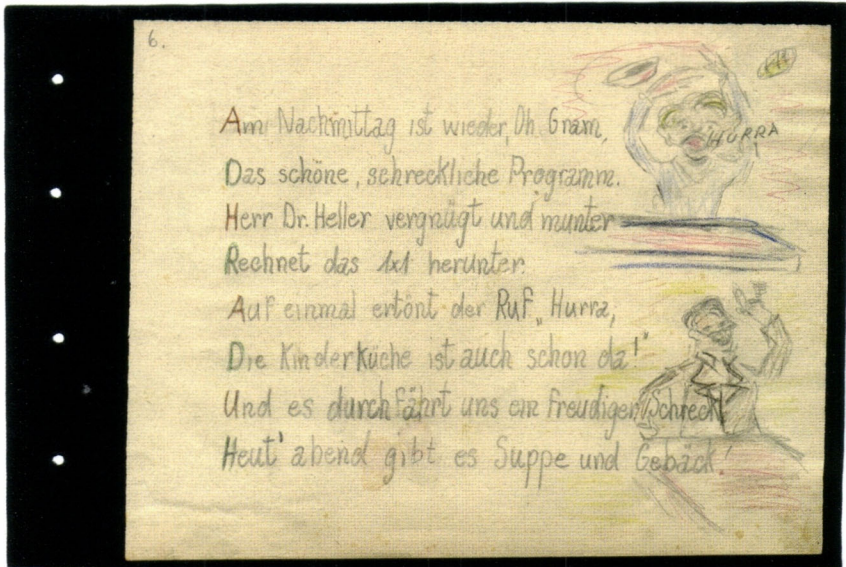 6.
HURRA
Am Nachmittag ist wieder, Oh Gram,
Das schöne, schreckliche Programm.
Herr Dr. Heller vergnügt und munter
Rechnet das 1x1 herunter.
Auf einmal ertönt der Ruf „Hurra,
Die Kinderküche ist auch schon da!"
Und es durchfährt uns ein freudiger Schreck
Heut' abend gibt es Suppe und Gebäck!